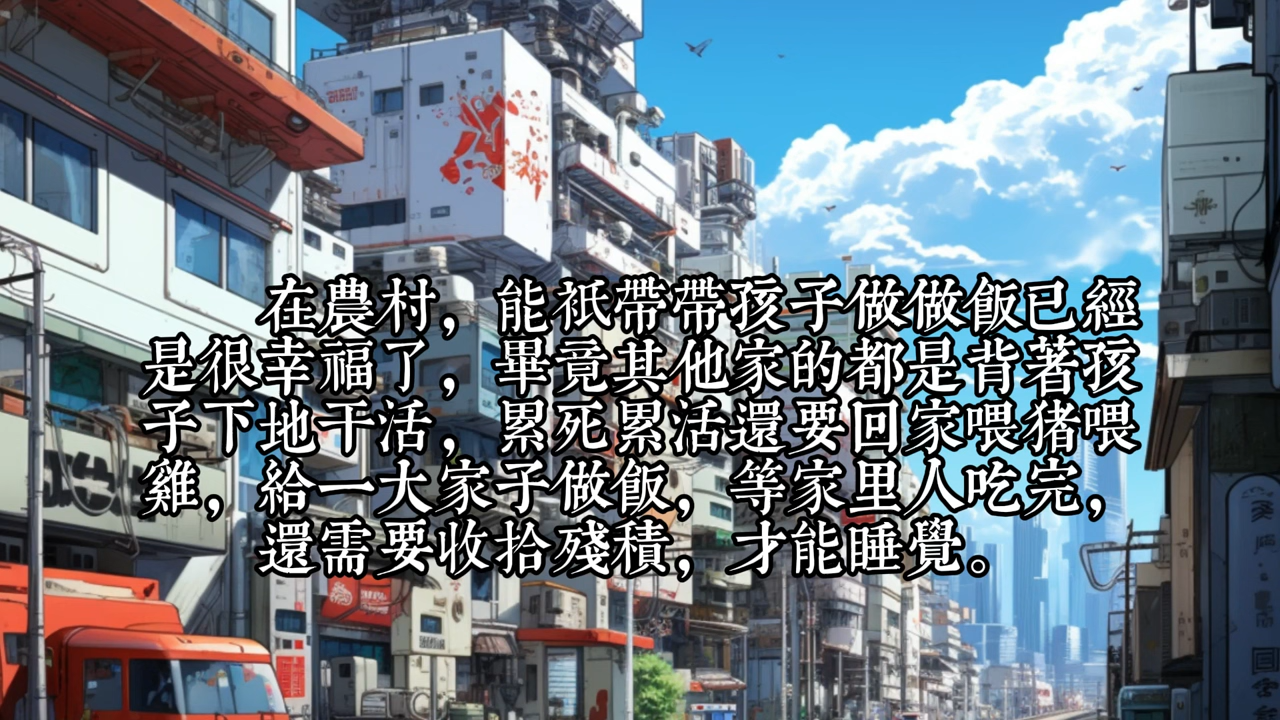 在農村，能祇帶帶孩子做做飯已經
是很幸福了，畢竟其他家的都是背著孩
子下地干活，累死累活還要回家喂猪喂
雞，給一大家子做飯，等家里人吃完，
還需要收拾殘積，才能睡覺。